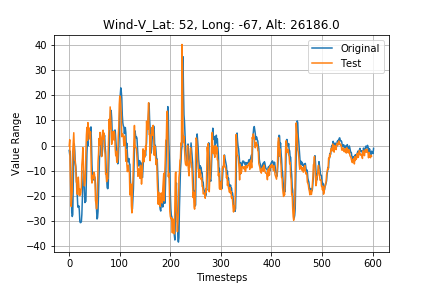 Wind-V_Lat: 52, Long: -67, Alt: 26186.0
Original
Test
Value Range
40
30
20
10
0
−10
−20
−30
−40
0 100 200 300 400 500 600
Timesteps